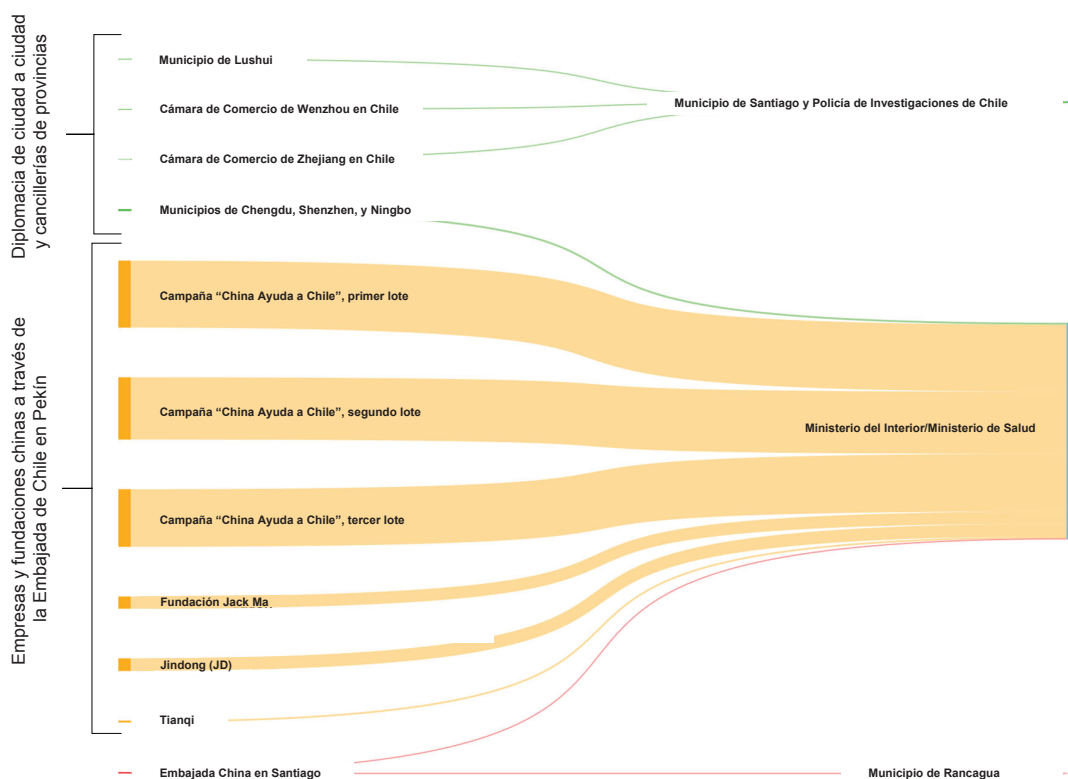 Diplomacia de ciudad a ciudad
y cancillerías de provincias
Municipio de Lushui
Cámara de Comercio de Wenzhou en Chile
Municipio de Santiago y Policía de Investigaciones de Chile
Cámara de Comercio de Zhejiang en Chile
Municipios de Chengdu, Shenzhen, y Ningbo
Empresas y fundaciones chinas a través de
la Embajada de Chile en Pekín
Campaña “China Ayuda a Chile”, primer lote
Campaña “China Ayuda a Chile”, segundo lote
Ministerio del Interior/Ministerio de Salud
Campaña “China Ayuda a Chile”, tercer lote
Fundación Jack Ma
Jindong (JD)
Tianqi
Embajada China en Santiago
Municipio de Rancagua